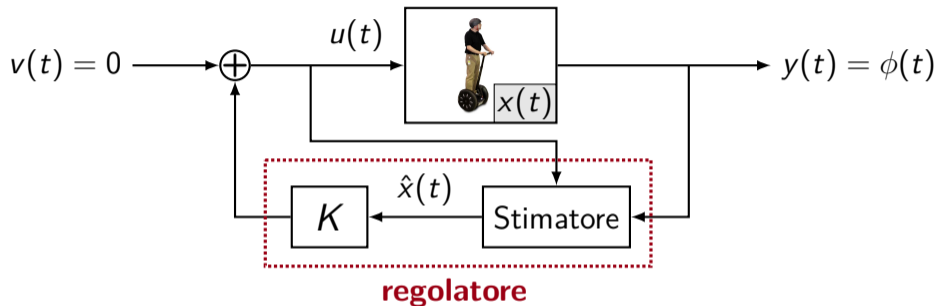 u(t)
v(t) = 0
y(t) = ϕ(t)
x(t)
x̂(t)
K
Stimatore
regolatore